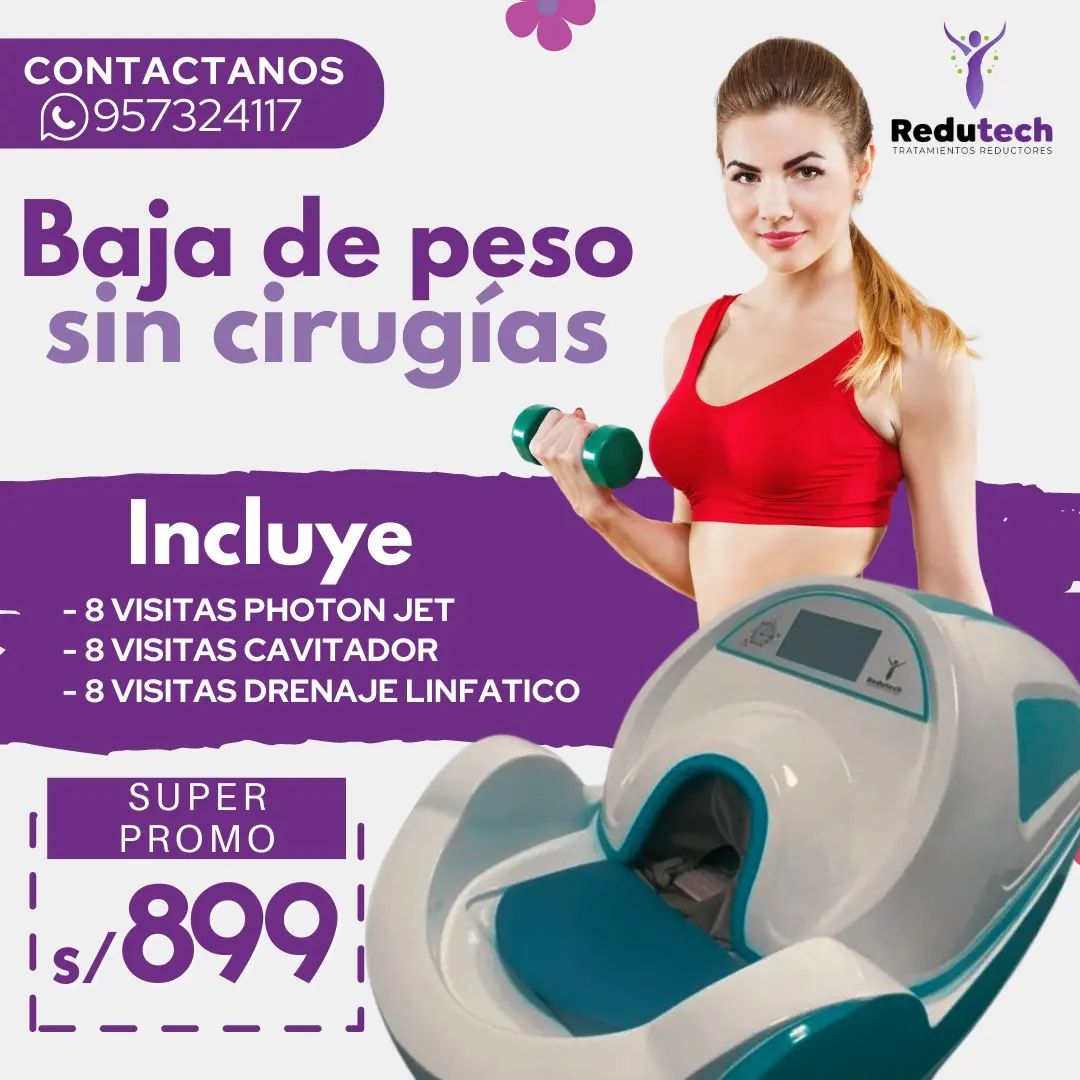 CONTACTANOS
957324117
Redutech
TRATAMIENTOS REDUCTORES
Baja de peso
sin cirugías
Incluye
- 8 VISITAS PHOTON JET
- 8 VISITAS CAVITADOR
- 8 VISITAS DRENAJE LINFATICO
SUPER
PROMO
s/899
Redutech